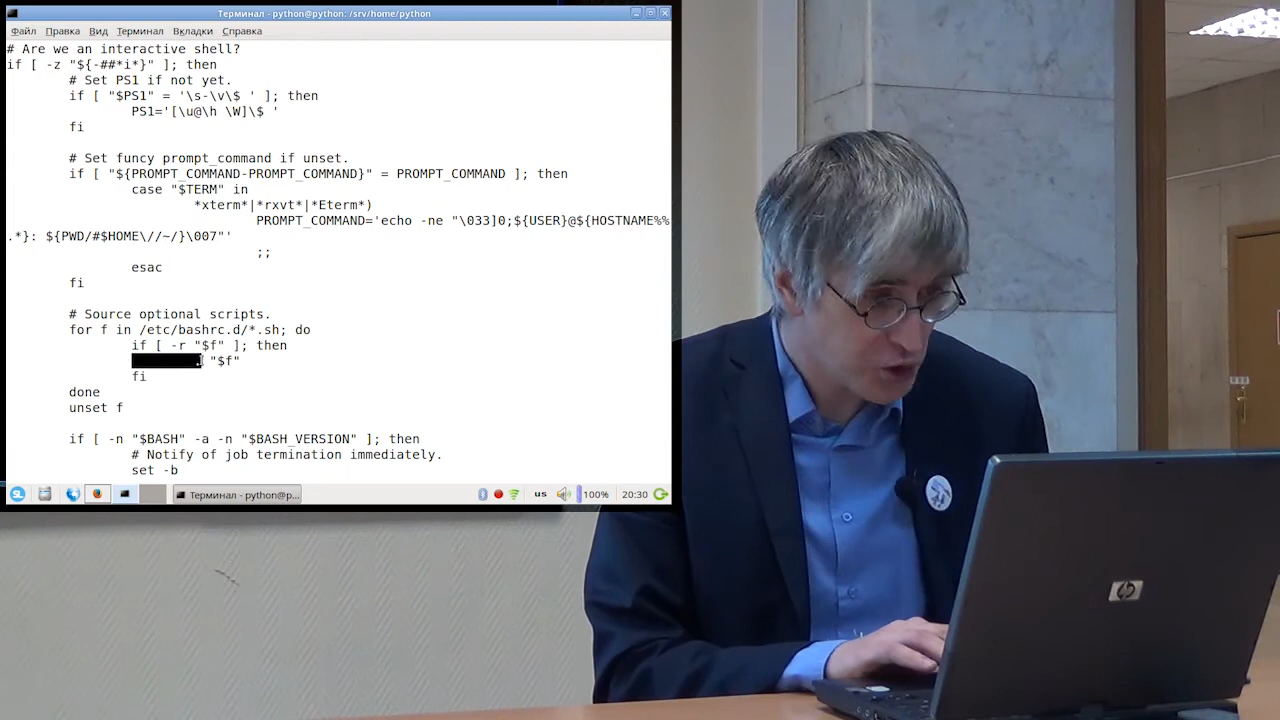 Терминал - python@python: /srv/home/python
Файл Правка Вид Терминал Вкладки Справка
# Are we an interactive shell?
if [ -z "${-##*i*}" ]; then
# Set PS1 if not yet.
if [ "$PS1" = '\s-\v\$ ' ]; then
PS1='[\u@\h \W]\$ '
fi
# Set funcy prompt_command if unset.
if [ "${PROMPT_COMMAND-PROMPT_COMMAND}" = PROMPT_COMMAND ]; then
case "$TERM" in
*xterm*|*rxvt*|*Eterm*)
PROMPT_COMMAND='echo -ne "\033]0;${USER}@${HOSTNAME%%
.*}: ${PWD/#$HOME\//~/}\007"'
;;
esac
fi
# Source optional scripts.
for f in /etc/bashrc.d/*.sh; do
if [ -r "$f" ]; then
. "$f"
fi
done
unset f
if [ -n "$BASH" -a -n "$BASH_VERSION" ]; then
# Notify of job termination immediately.
set -b
SL Терминал - python@p... us 100% 20:30
hp